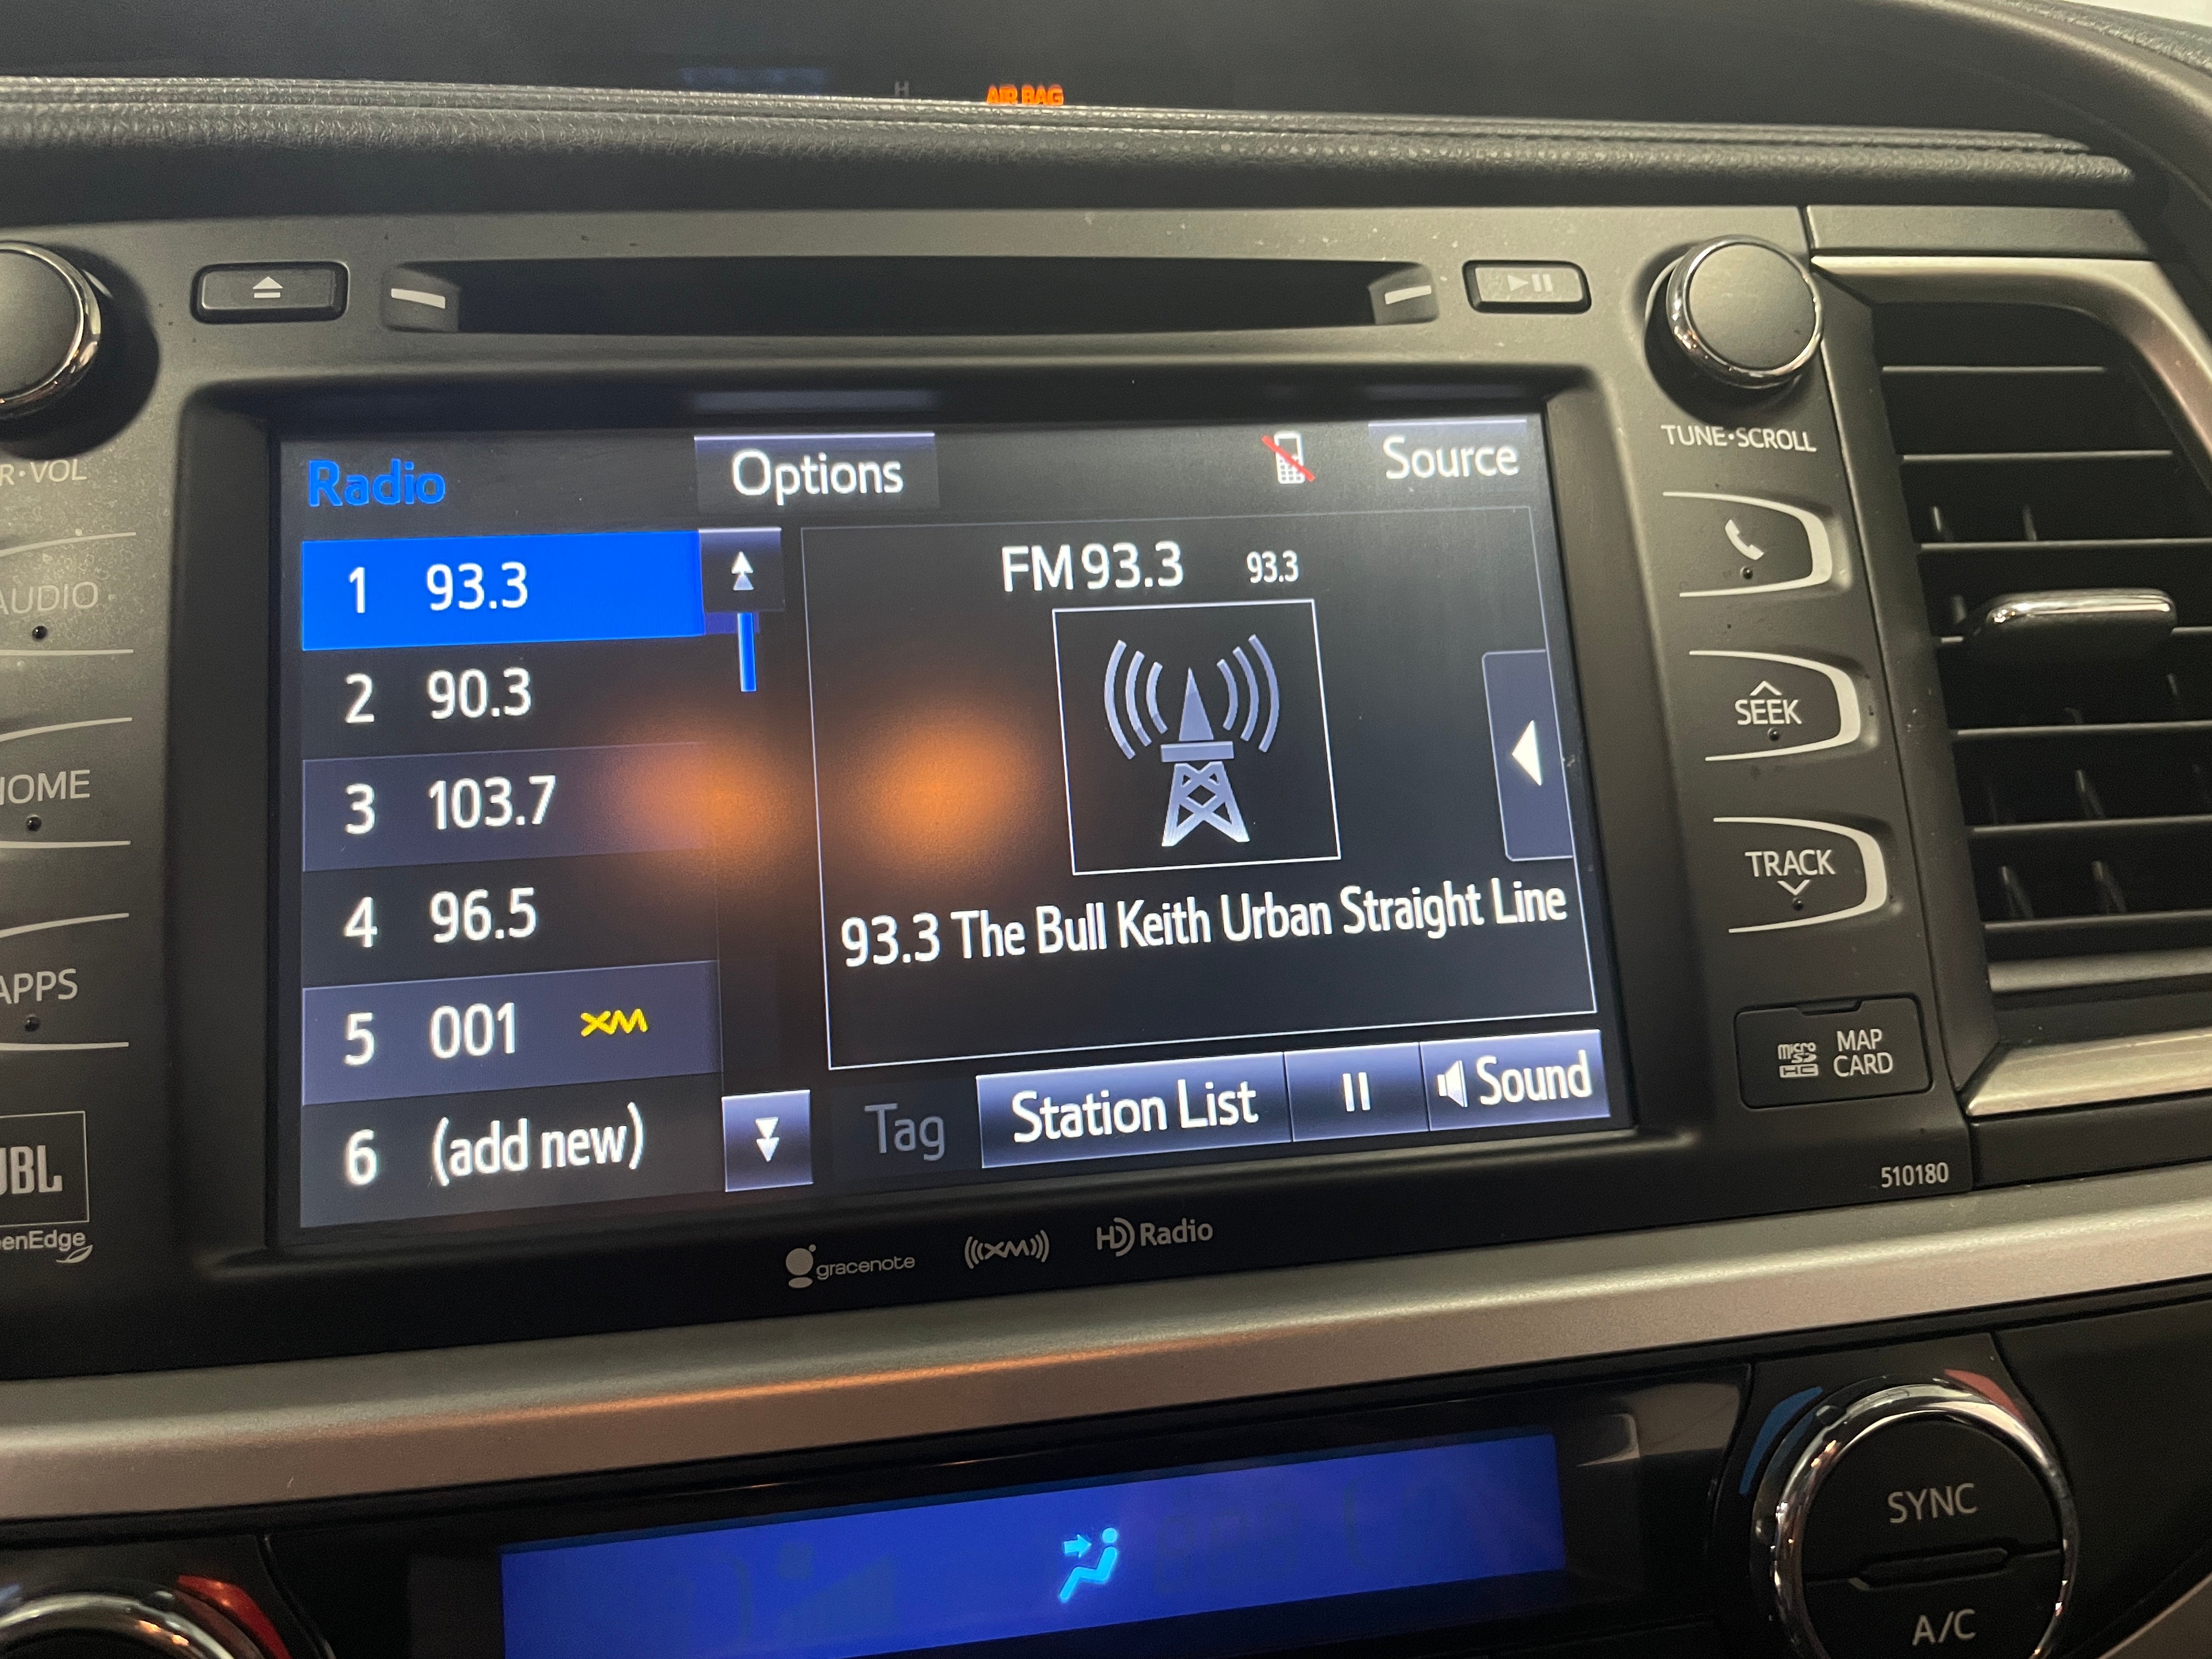 H
AIR BAG
R•VOL
TUNE•SCROLL
Radio
Options
Source
1 93.3
FM 93.3 93.3
2 90.3
3 103.7
4 96.5
5 001 XM
6 (add new)
93.3 The Bull Keith Urban Straight Line
Tag
Station List
Sound
AUDIO
HOME
APPS
JBL
GreenEdge
SEEK
TRACK
micro SD HC
MAP
CARD
510180
gracenote
((XM))
HD Radio
SYNC
A/C